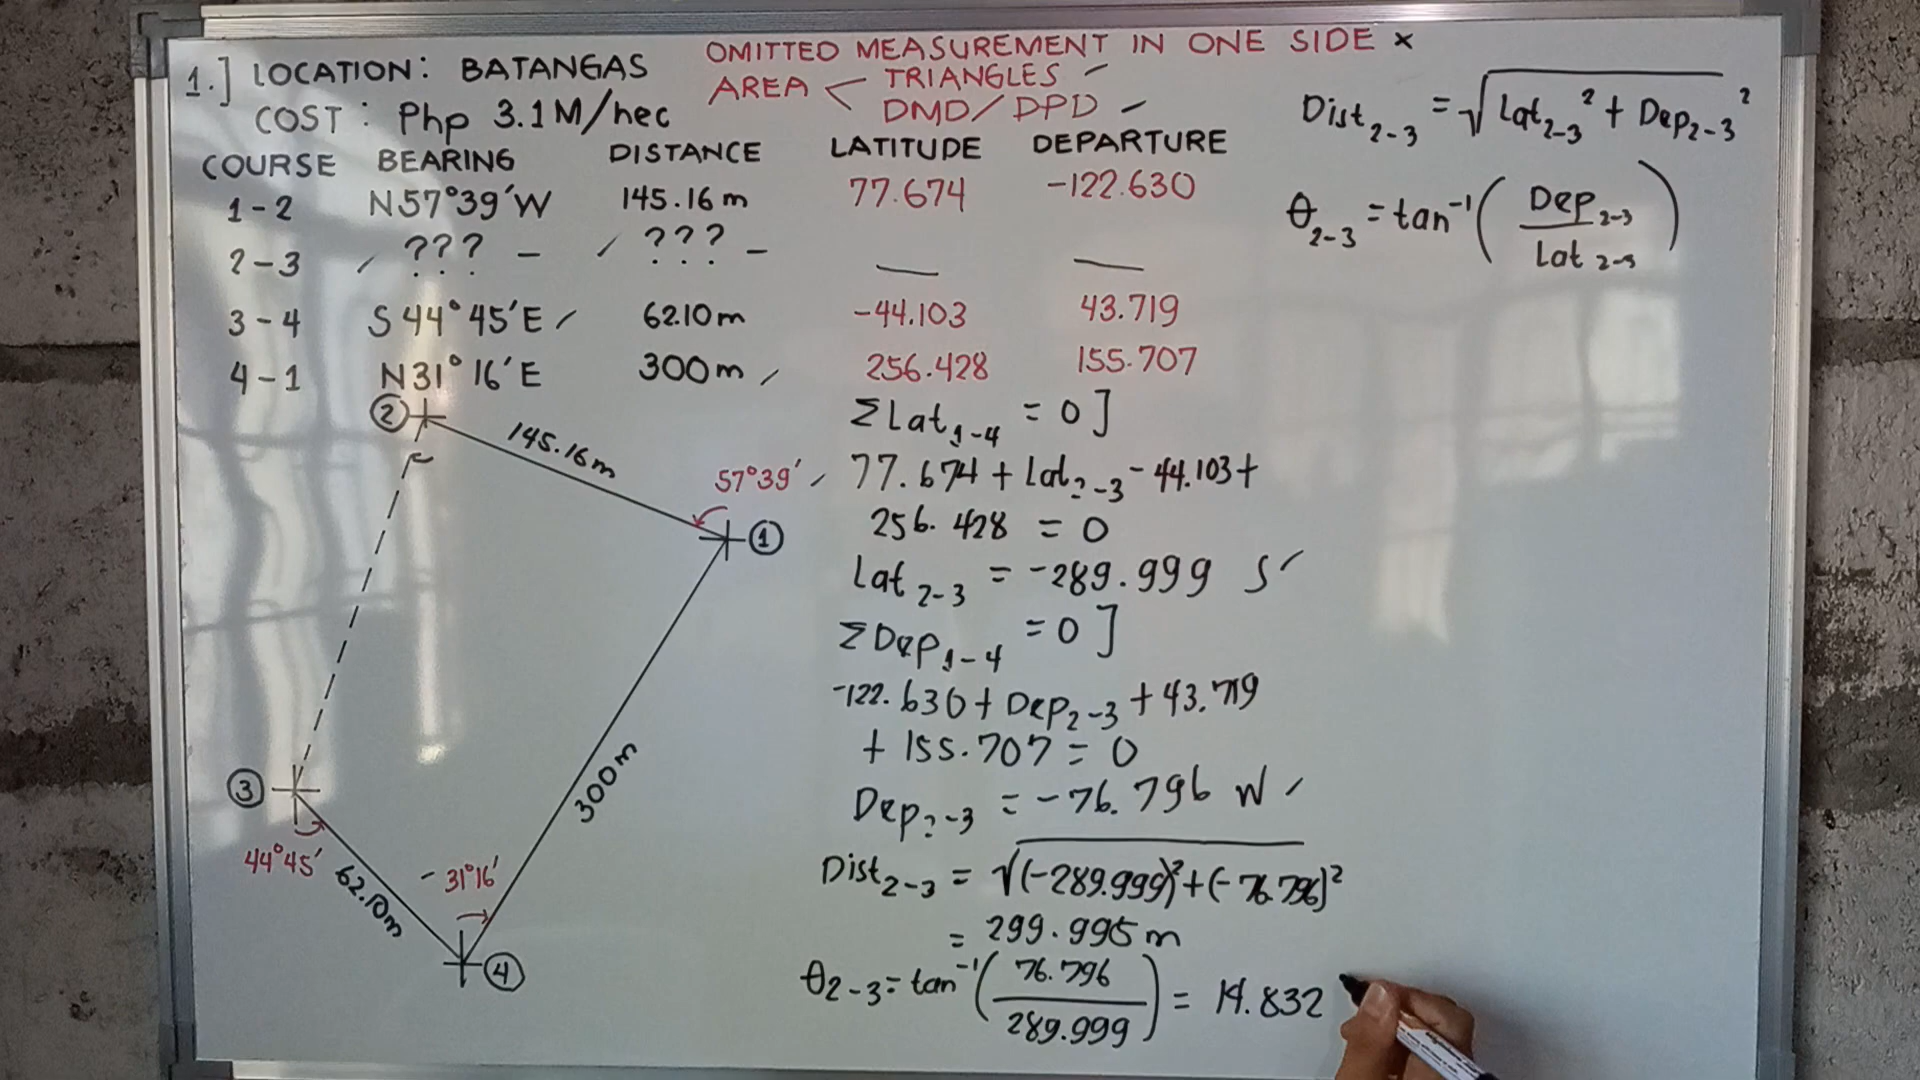 1.] LOCATION: BATANGAS
COST: Php 3.1M/hec
OMITTED MEASUREMENT IN ONE SIDE x
AREA < TRIANGLES
DMD/DPD
COURSE BEARING DISTANCE LATITUDE DEPARTURE
1-2 N57°39'W 145.16m 77.674 -122.630
2-3 ??? - ??? -
3-4 S44°45'E 62.10m -44.103 43.719
4-1 N31°16'E 300m 256.428 155.707
Dist2-3 = √Lat2-3² + Dep2-3²
θ2-3 = tan⁻¹(Dep2-3/Lat2-3)
2
145.16m
57°39'
1
300m
3
44°45'
62.10m
- 31°16'
4
ΣLat1-4 = 0]
77.674 + Lat2-3 - 44.103 +
256.428 = 0
Lat2-3 = -289.999 S
ΣDep1-4 = 0]
-122.630 + Dep2-3 + 43.719
+ 155.707 = 0
Dep2-3 = -76.796 W
Dist2-3 = √(-289.999)²+(-76.796)²
= 299.995m
θ2-3 = tan⁻¹(76.796/289.999) = 14.832